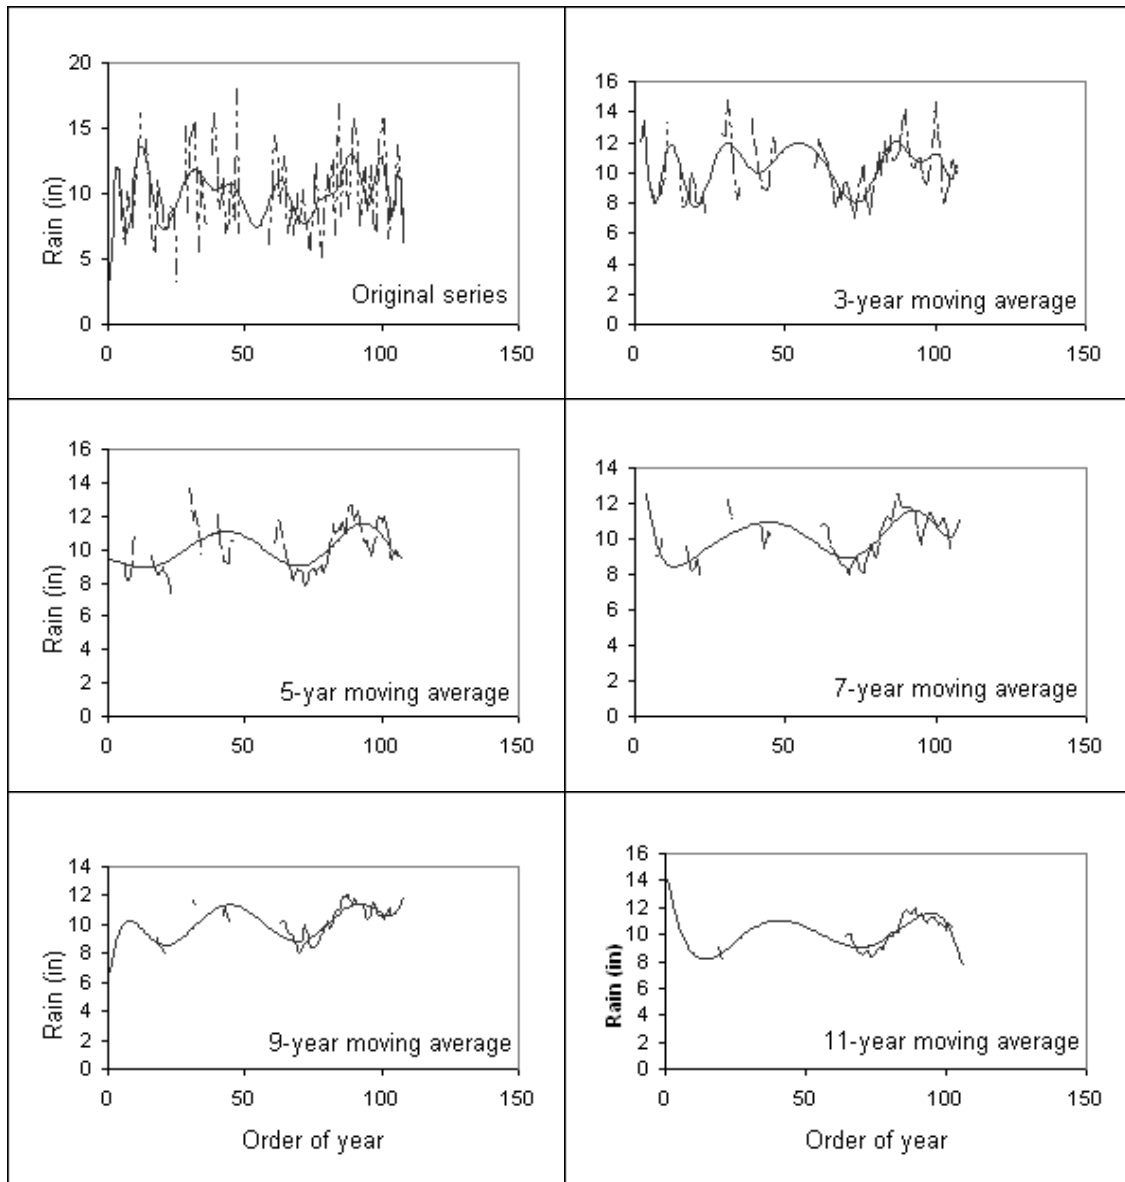 20
15
10
5
0
Rain (in)
Original series
0 50 100 150
16
14
12
10
8
6
4
2
0
3-year moving average
0 50 100 150
16
14
12
10
8
6
4
2
0
Rain (in)
5-yar moving average
0 50 100 150
14
12
10
8
6
4
2
0
7-year moving average
0 50 100 150
14
12
10
8
6
4
2
0
Rain (in)
9-year moving average
0 50 100 150
Order of year
16
14
12
10
8
6
4
2
0
Rain (in)
11-year moving average
0 50 100 150
Order of year